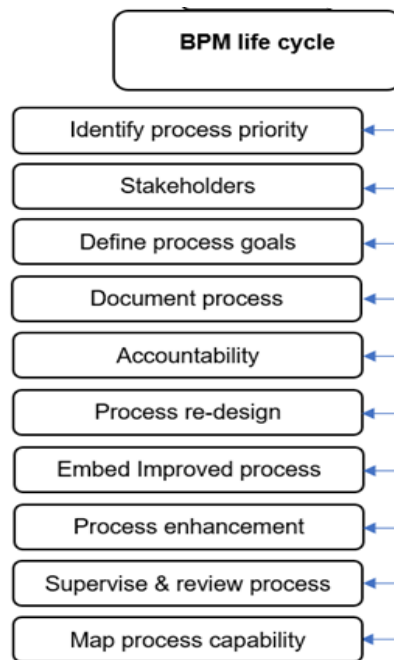 BPM life cycle
Identify process priority
Stakeholders
Define process goals
Document process
Accountability
Process re-design
Embed Improved process
Process enhancement
Supervise & review process
Map process capability